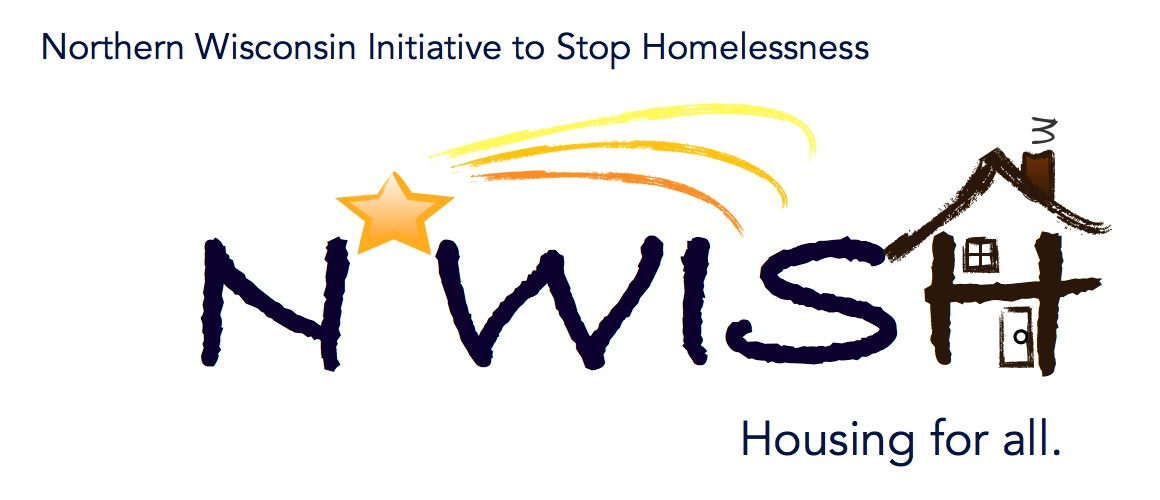 Northern Wisconsin Initiative to Stop Homelessness
N WISH
Housing for all.